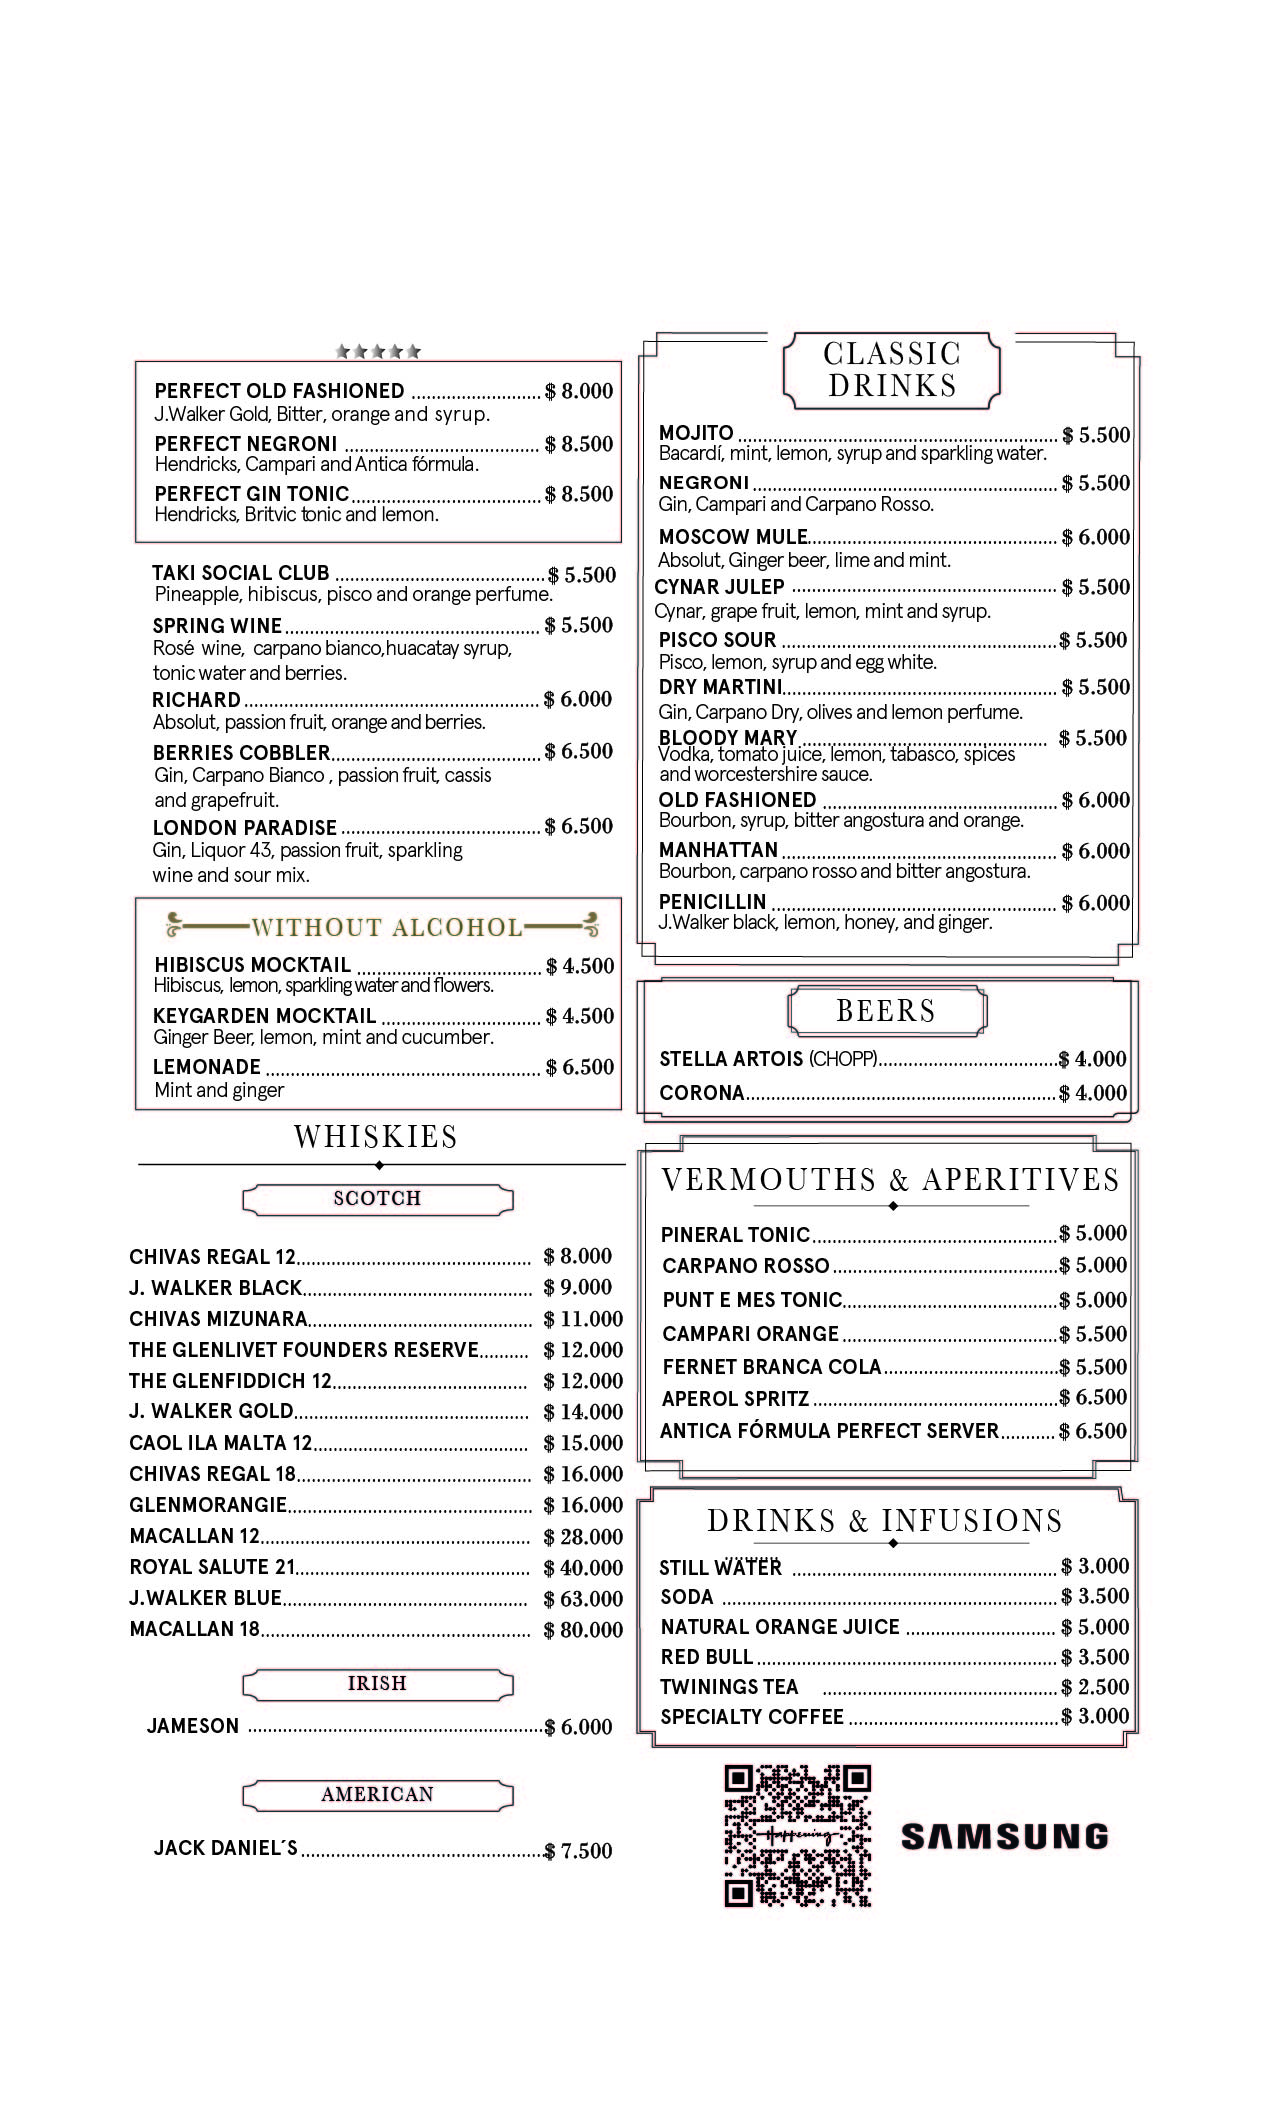 PERFECT OLD FASHIONED ........................ $ 8.000
J.Walker Gold, Bitter, orange and syrup.
PERFECT NEGRONI ........................ $ 8.500
Hendricks, Campari and Antica fórmula.
PERFECT GIN TONIC ........................ $ 8.500
Hendricks, Britvic tonic and lemon.
TAKI SOCIAL CLUB ........................ $ 5.500
Pineapple, hibiscus, pisco and orange perfume.
SPRING WINE ........................ $ 5.500
Rosé wine, carpano bianco,huacatay syrup,
tonic water and berries.
RICHARD ........................ $ 6.000
Absolut, passion fruit, orange and berries.
BERRIES COBBLER ........................ $ 6.500
Gin, Carpano Bianco , passion fruit, cassis
and grapefruit.
LONDON PARADISE ........................ $ 6.500
Gin, Liquor 43, passion fruit, sparkling
wine and sour mix.
WITHOUT ALCOHOL
HIBISCUS MOCKTAIL ........................ $ 4.500
Hibiscus, lemon, sparkling water and flowers.
KEYGARDEN MOCKTAIL ........................ $ 4.500
Ginger Beer, lemon, mint and cucumber.
LEMONADE ........................ $ 6.500
Mint and ginger
WHISKIES
SCOTCH
CHIVAS REGAL 12 ........................ $ 8.000
J. WALKER BLACK ........................ $ 9.000
CHIVAS MIZUNARA ........................ $ 11.000
THE GLENLIVET FOUNDERS RESERVE .......... $ 12.000
THE GLENFIDDICH 12 ........................ $ 12.000
J. WALKER GOLD ........................ $ 14.000
CAOL ILA MALTA 12 ........................ $ 15.000
CHIVAS REGAL 18 ........................ $ 16.000
GLENMORANGIE ........................ $ 16.000
MACALLAN 12 ........................ $ 28.000
ROYAL SALUTE 21 ........................ $ 40.000
J.WALKER BLUE ........................ $ 63.000
MACALLAN 18 ........................ $ 80.000
IRISH
JAMESON ........................ $ 6.000
AMERICAN
JACK DANIEL´S ........................ $ 7.500
CLASSIC
DRINKS
MOJITO ........................ $ 5.500
Bacardí, mint, lemon, syrup and sparkling water.
NEGRONI ........................ $ 5.500
Gin, Campari and Carpano Rosso.
MOSCOW MULE ........................ $ 6.000
Absolut, Ginger beer, lime and mint.
CYNAR JULEP ........................ $ 5.500
Cynar, grape fruit, lemon, mint and syrup.
PISCO SOUR ........................ $ 5.500
Pisco, lemon, syrup and egg white.
DRY MARTINI ........................ $ 5.500
Gin, Carpano Dry, olives and lemon perfume.
BLOODY MARY ........................ $ 5.500
Vodka, tomato juice, lemon, tabasco, spices
and worcestershire sauce.
OLD FASHIONED ........................ $ 6.000
Bourbon, syrup, bitter angostura and orange.
MANHATTAN ........................ $ 6.000
Bourbon, carpano rosso and bitter angostura.
PENICILLIN ........................ $ 6.000
J.Walker black, lemon, honey, and ginger.
BEERS
STELLA ARTOIS (CHOPP) ........................ $ 4.000
CORONA ........................ $ 4.000
VERMOUTHS & APERITIVES
PINERAL TONIC ........................ $ 5.000
CARPANO ROSSO ........................ $ 5.000
PUNT E MES TONIC ........................ $ 5.000
CAMPARI ORANGE ........................ $ 5.500
FERNET BRANCA COLA ........................ $ 5.500
APEROL SPRITZ ........................ $ 6.500
ANTICA FÓRMULA PERFECT SERVER .......... $ 6.500
DRINKS & INFUSIONS
STILL WATER ........................ $ 3.000
SODA ........................ $ 3.500
NATURAL ORANGE JUICE ........................ $ 5.000
RED BULL ........................ $ 3.500
TWININGS TEA ........................ $ 2.500
SPECIALTY COFFEE ........................ $ 3.000
Happening
SAMSUNG